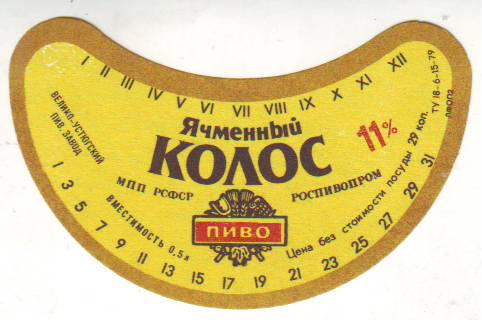 I II III IV V VI VII VIII IX X XI XII
Ячменный
КОЛОС
11%
ВЕЛИКО-УСТЮГСКИЙ
ПИВ. ЗАВОД
МПП РСФСР
РОСПИВОПРОМ
ПИВО
ВМЕСТИМОСТЬ 0,5л
Цена без стоимости посуды 29 коп.
ТУ 18-6-15-79
1 3 5 7 9 11 13 15 17 19 21 23 25 27 29 31